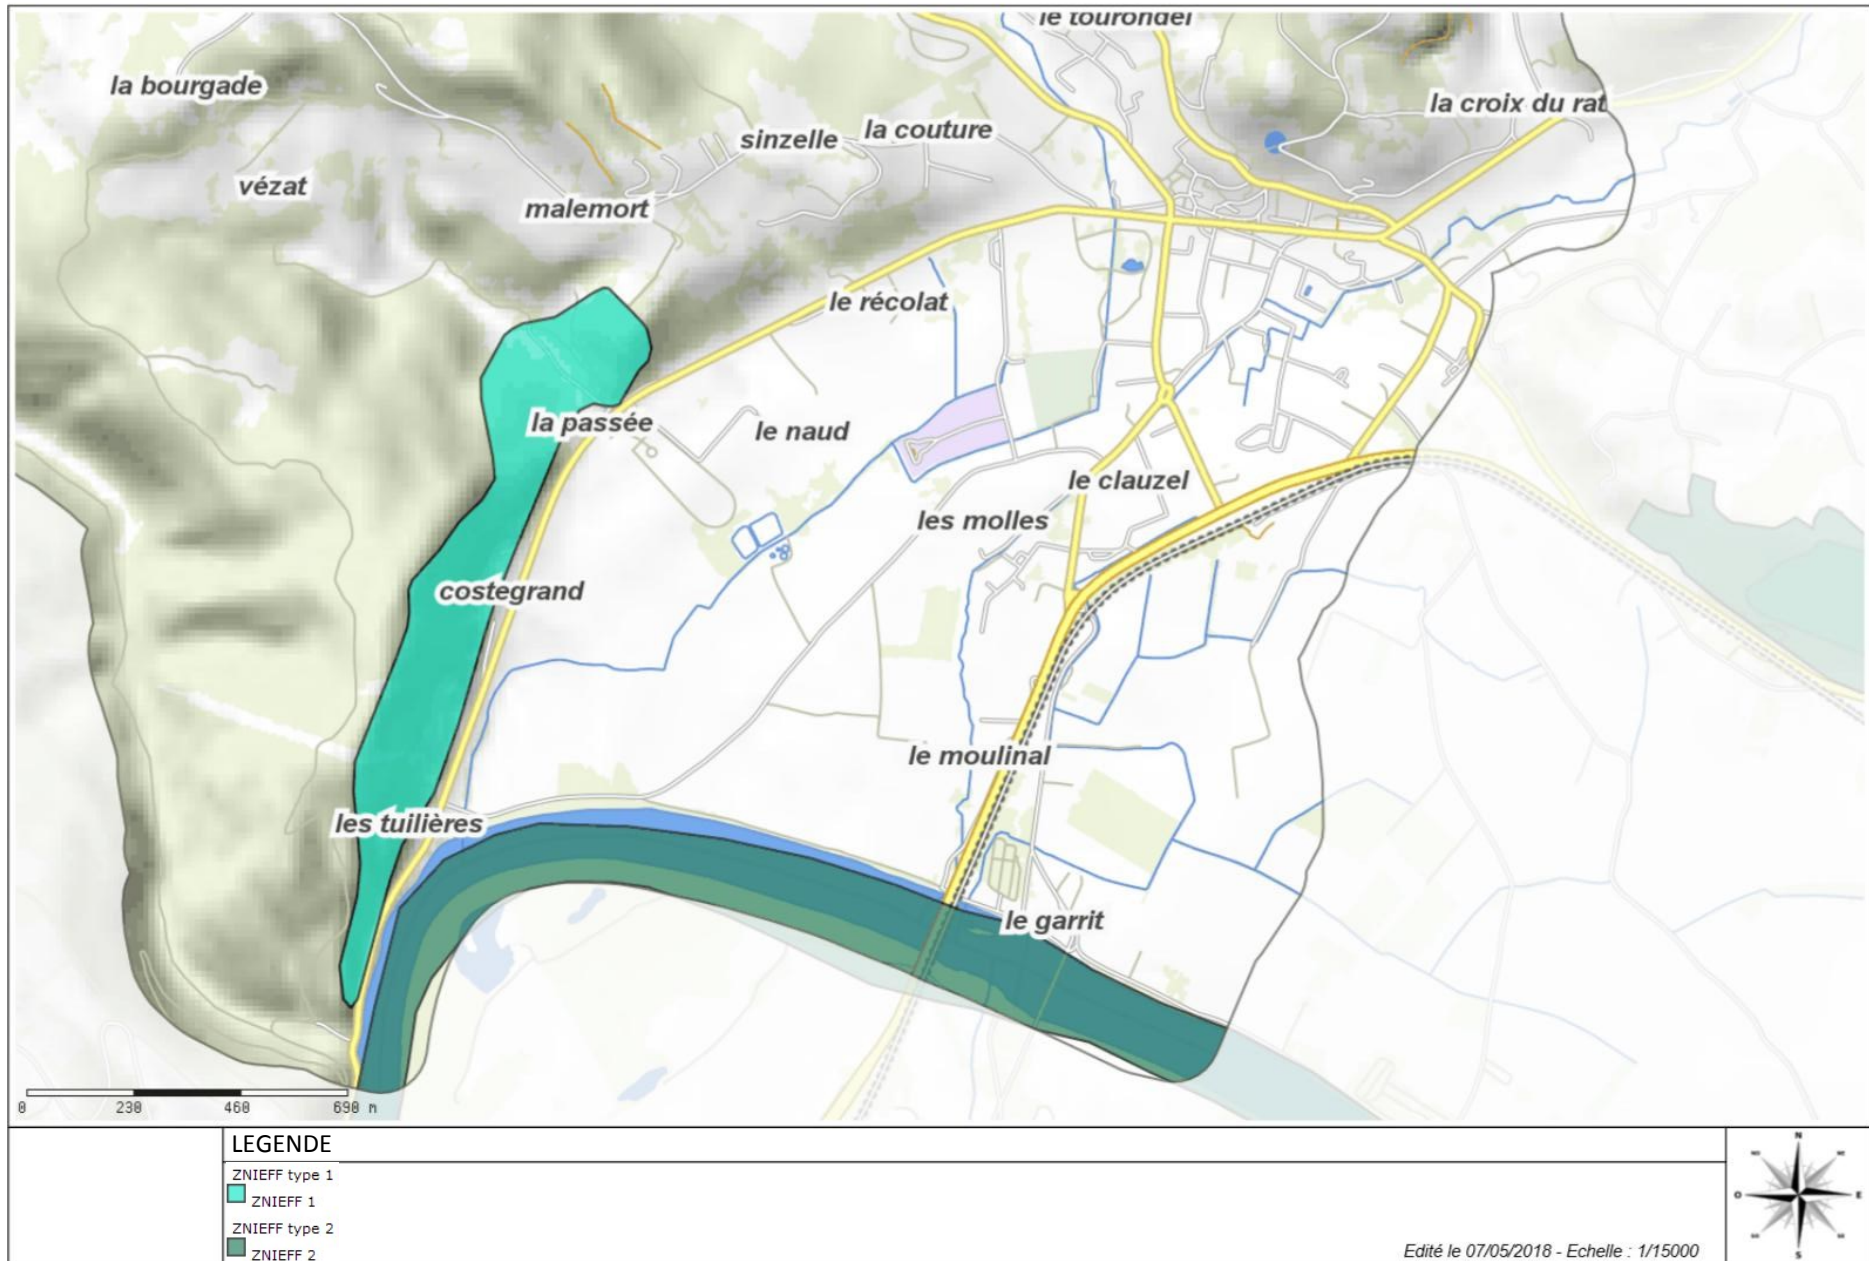 le tourondel
la bourgade
la croix du rat
sinzelle
la couture
vézat
malemort
le récolat
la passée
le naud
le clauzel
les molles
costegrand
le moulinal
les tuilières
le garrit
0 230 460 690 m
LEGENDE
ZNIEFF type 1
ZNIEFF 1
ZNIEFF type 2
ZNIEFF 2
N
O
E
S
Edité le 07/05/2018 - Echelle : 1/15000